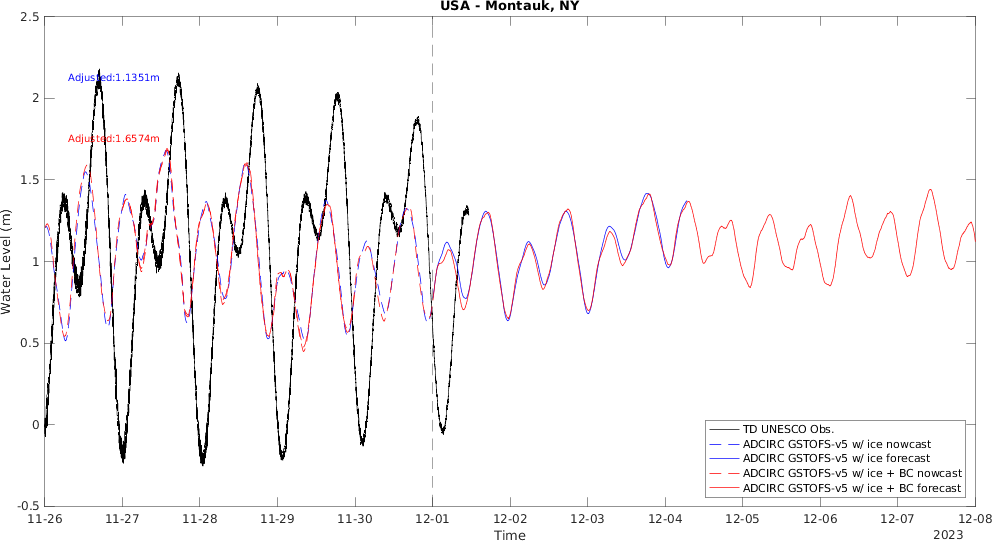 USA - Montauk, NY
2.5
2
1.5
1
0.5
0
-0.5
Water Level (m)
Adjusted:1.1351m
Adjusted:1.6574m
TD UNESCO Obs.
ADCIRC GSTOFS-v5 w/ ice nowcast
ADCIRC GSTOFS-v5 w/ ice forecast
ADCIRC GSTOFS-v5 w/ ice + BC nowcast
ADCIRC GSTOFS-v5 w/ ice + BC forecast
11-26 11-27 11-28 11-29 11-30 12-01 12-02 12-03 12-04 12-05 12-06 12-07 12-08
Time
2023